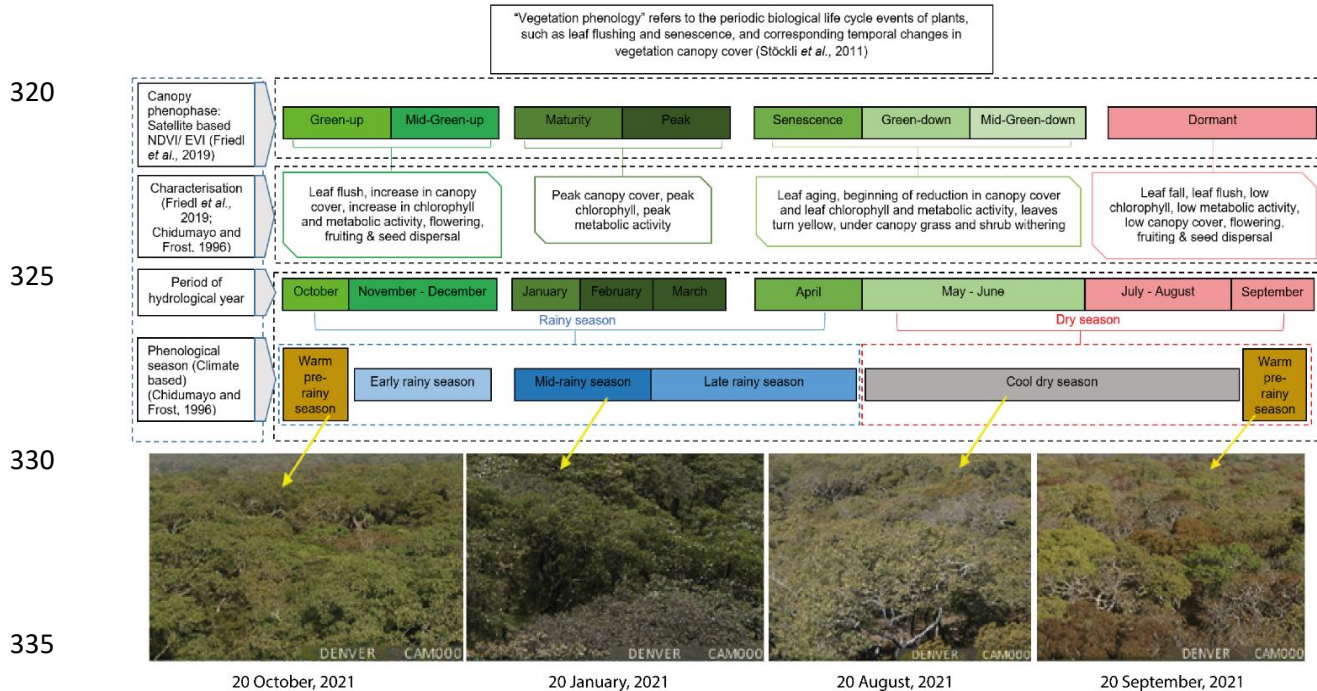 “Vegetation phenology” refers to the periodic biological life cycle events of plants,
such as leaf flushing and senescence, and corresponding temporal changes in
vegetation canopy cover (Stöckli et al., 2011)
320
Canopy
phenophase:
Satellite based
NDVI/ EVI (Friedl
et al., 2019)
Green-up
Mid-Green-up
Maturity
Peak
Senescence
Green-down
Mid-Green-down
Dormant
Characterisation
(Friedl et al.,
2019;
Chidumayo and
Frost, 1996)
Leaf flush, increase in canopy
cover, increase in chlorophyll
and metabolic activity, flowering,
fruiting & seed dispersal
Peak canopy cover, peak
chlorophyll, peak
metabolic activity
Leaf aging, beginning of reduction in canopy cover
and leaf chlorophyll and metabolic activity, leaves
turn yellow, under canopy grass and shrub withering
Leaf fall, leaf flush, low
chlorophyll, low metabolic activity,
low canopy cover, flowering,
fruiting & seed dispersal
325
Period of
hydrological year
October
November - December
January
February
March
April
May - June
July - August
September
Rainy season
Dry season
Phenological
season (Climate
based)
(Chidumayo and
Frost, 1996)
Warm
pre-
rainy
season
Early rainy season
Mid-rainy season
Late rainy season
Cool dry season
Warm
pre-
rainy
season
330
335
DENVER CAM000
DENVER CAM000
DENVER CAM000
DENVER CAM000
20 October, 2021
20 January, 2021
20 August, 2021
20 September, 2021